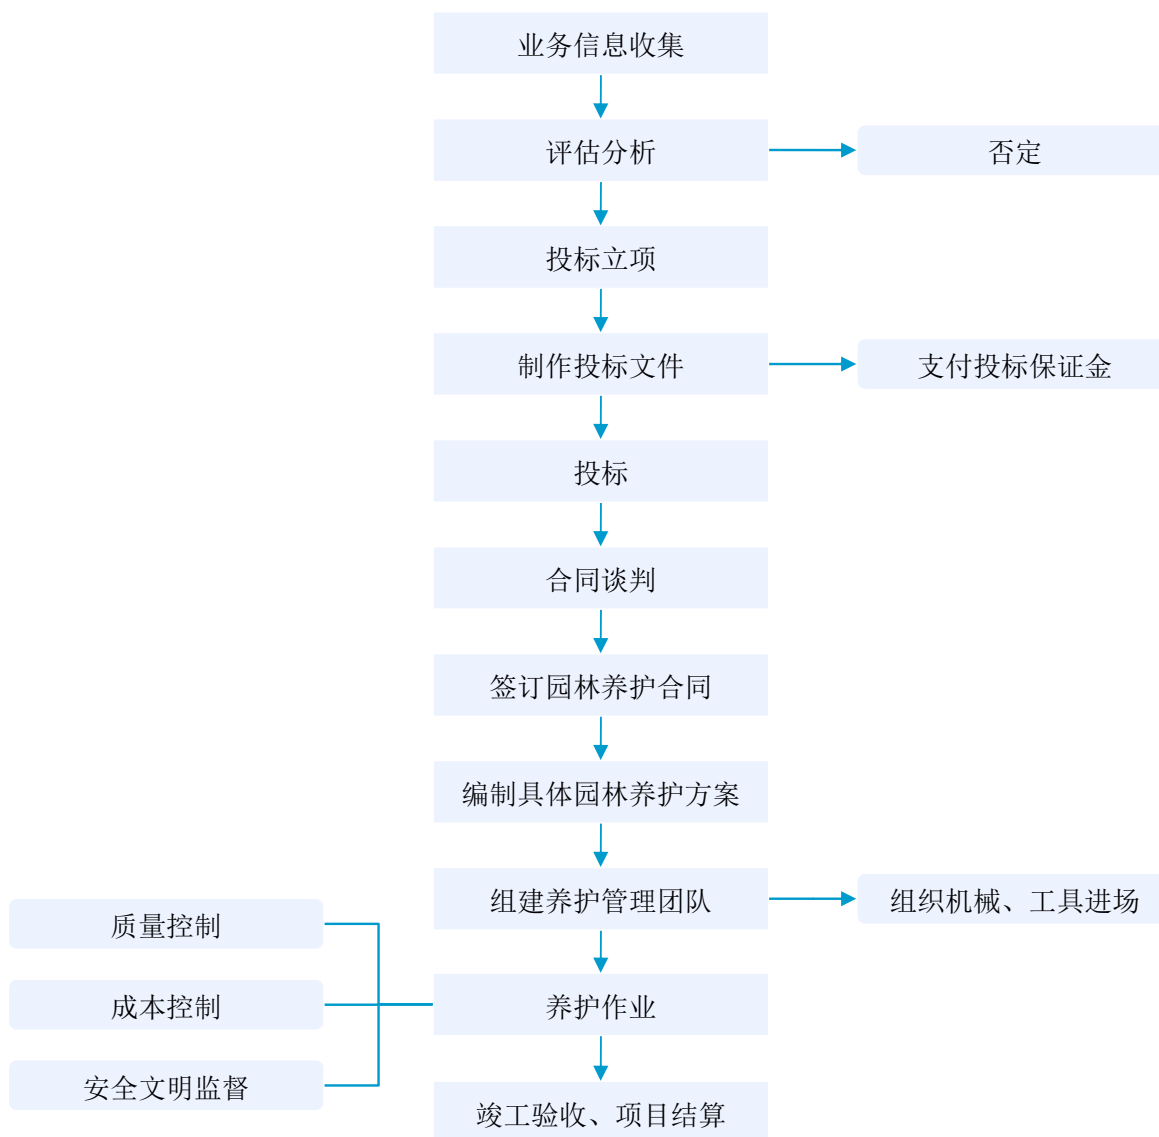 业务信息收集
评估分析
否定
投标立项
制作投标文件
支付投标保证金
投标
合同谈判
签订园林养护合同
编制具体园林养护方案
组建养护管理团队
组织机械、工具进场
质量控制
成本控制
养护作业
安全文明监督
竣工验收、项目结算